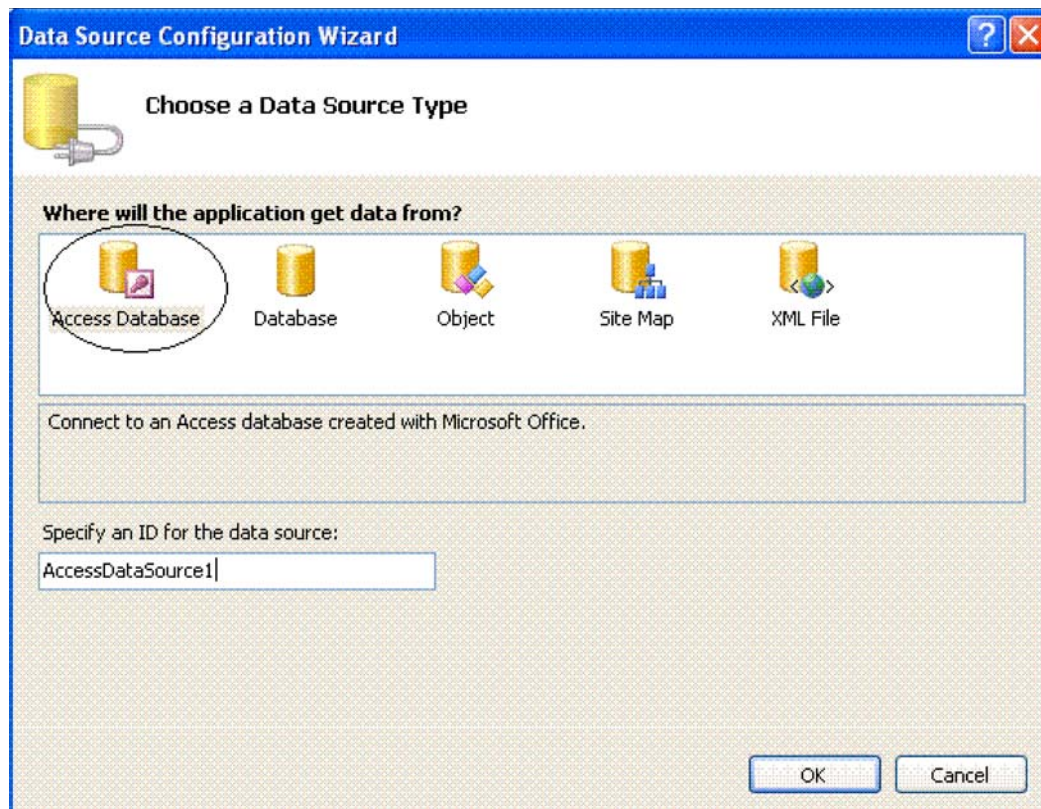 Data Source Configuration Wizard
Choose a Data Source Type
Where will the application get data from?
Access Database Database Object Site Map XML File
Connect to an Access database created with Microsoft Office.
Specify an ID for the data source:
AccessDataSource1
OK Cancel